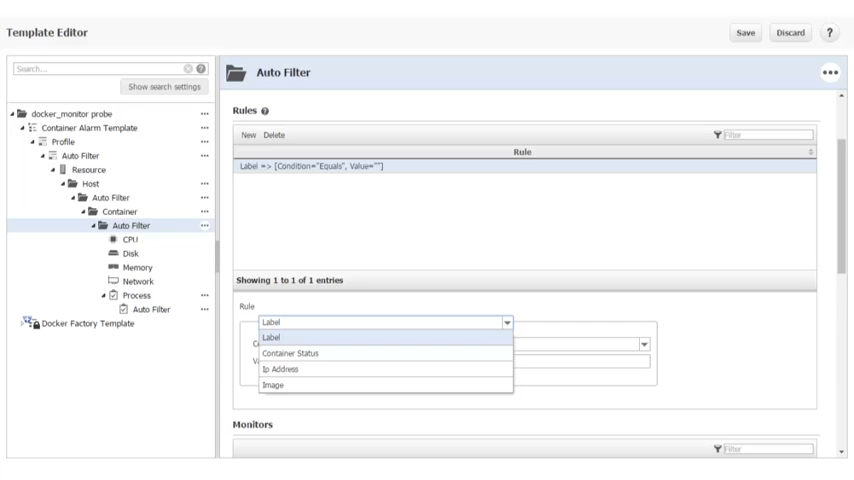 Template Editor
Save
Discard
?
Search...
Show search settings
docker_monitor probe
Container Alarm Template
Profile
Auto Filter
Resource
Host
Auto Filter
Container
Auto Filter
CPU
Disk
Memory
Network
Process
Auto Filter
Docker Factory Template
Auto Filter
Rules
New Delete
Filter
Rule
Label => [Condition="Equals", Value=""]
Showing 1 to 1 of 1 entries
Rule
Label
Label
Container Status
Ip Address
Image
Monitors
Filter